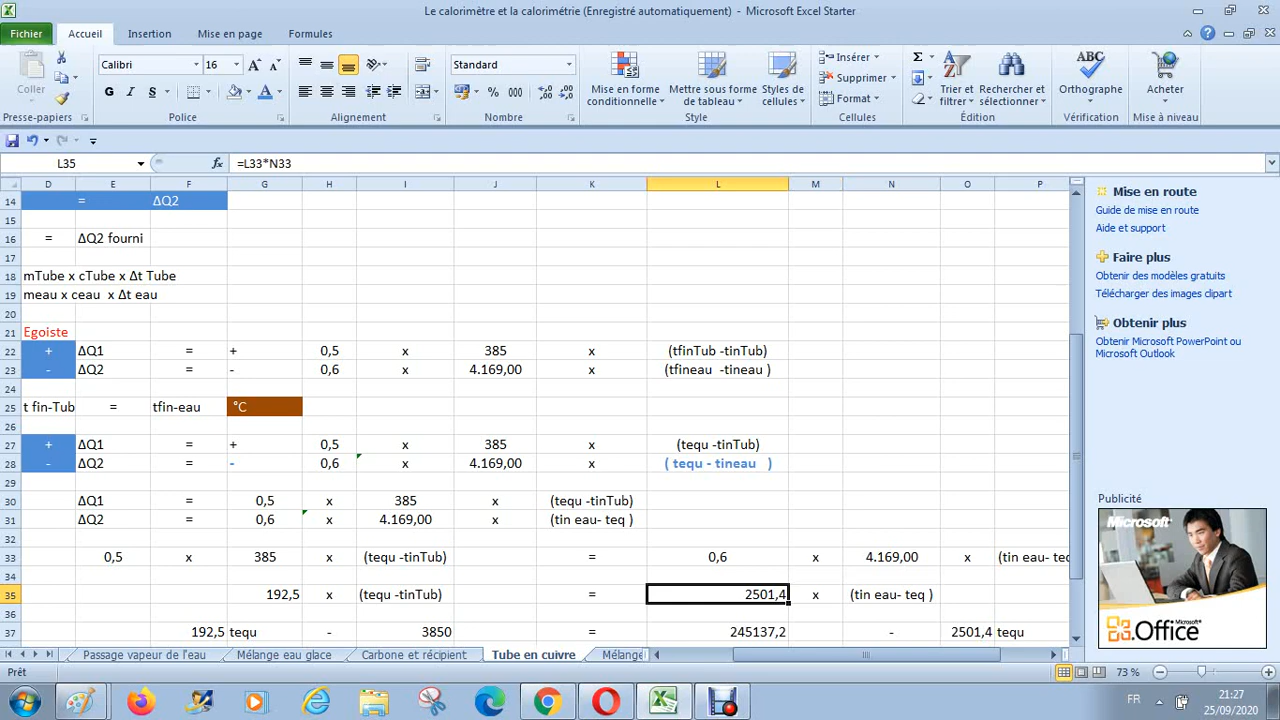 Le calorimètre et la calorimétrie (Enregistré automatiquement) - Microsoft Excel Starter
Fichier Accueil Insertion Mise en page Formules
Calibri 16 Standard
Coller
G I S
Mise en forme conditionnelle
Mettre sous forme de tableau
Styles de cellules
Insérer
Supprimer
Format
Trier et filtrer
Rechercher et sélectionner
ABC
Orthographe
Acheter
Presse-papiers Police Alignement Nombre Style Cellules Édition Vérification Mise à niveau
L35 fx =L33*N33
D E F G H I J K L M N O P
14 = ΔQ2
15
16 = ΔQ2 fourni
17
18 mTube x cTube x Δt Tube
19 meau x ceau x Δt eau
20
21 Egoiste
22 + ΔQ1 = + 0,5 x 385 x (tfinTub -tinTub)
23 - ΔQ2 = - 0,6 x 4.169,00 x (tfineau -tineau )
24
25 t fin-Tub = tfin-eau °C
26
27 + ΔQ1 = + 0,5 x 385 x (tequ -tinTub)
28 - ΔQ2 = - 0,6 x 4.169,00 x ( tequ - tineau )
29
30 ΔQ1 = 0,5 x 385 x (tequ -tinTub)
31 ΔQ2 = 0,6 x 4.169,00 x (tin eau- teq )
32
33 0,5 x 385 x (tequ -tinTub) = 0,6 x 4.169,00 x (tin eau- teq
34
35 192,5 x (tequ -tinTub) = 2501,4 x (tin eau- teq )
36
37 192,5 tequ - 3850 = 245137,2 - 2501,4 tequ
Passage vapeur de l'eau Mélange eau glace Carbone et récipient Tube en cuivre Mélange
Prêt 73 %
Mise en route
Guide de mise en route
Aide et support
Faire plus
Obtenir des modèles gratuits
Télécharger des images clipart
Obtenir plus
Obtenir Microsoft PowerPoint ou
Microsoft Outlook
Publicité
Microsoft
Microsoft
Office
FR
21:27
25/09/2020